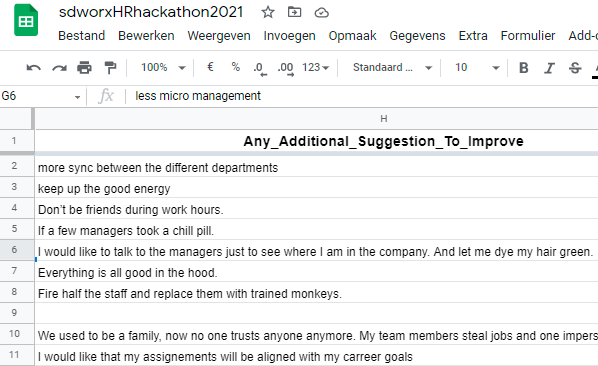 sdworxHRhackathon2021
Bestand Bewerken Weergeven Invoegen Opmaak Gegevens Extra Formulier Add-
100% € % .0 .00 123 Standaard ... 10 B I S
G6 fx less micro management
H
1 Any_Additional_Suggestion_To_Improve
2 more sync between the different departments
3 keep up the good energy
4 Don't be friends during work hours.
5 If a few managers took a chill pill.
6 I would like to talk to the managers just to see where I am in the company. And let me dye my hair green.
7 Everything is all good in the hood.
8 Fire half the staff and replace them with trained monkeys.
9
10 We used to be a family, now no one trusts anyone anymore. My team members steal jobs and one impers
11 I would like that my assignements will be aligned with my carreer goals